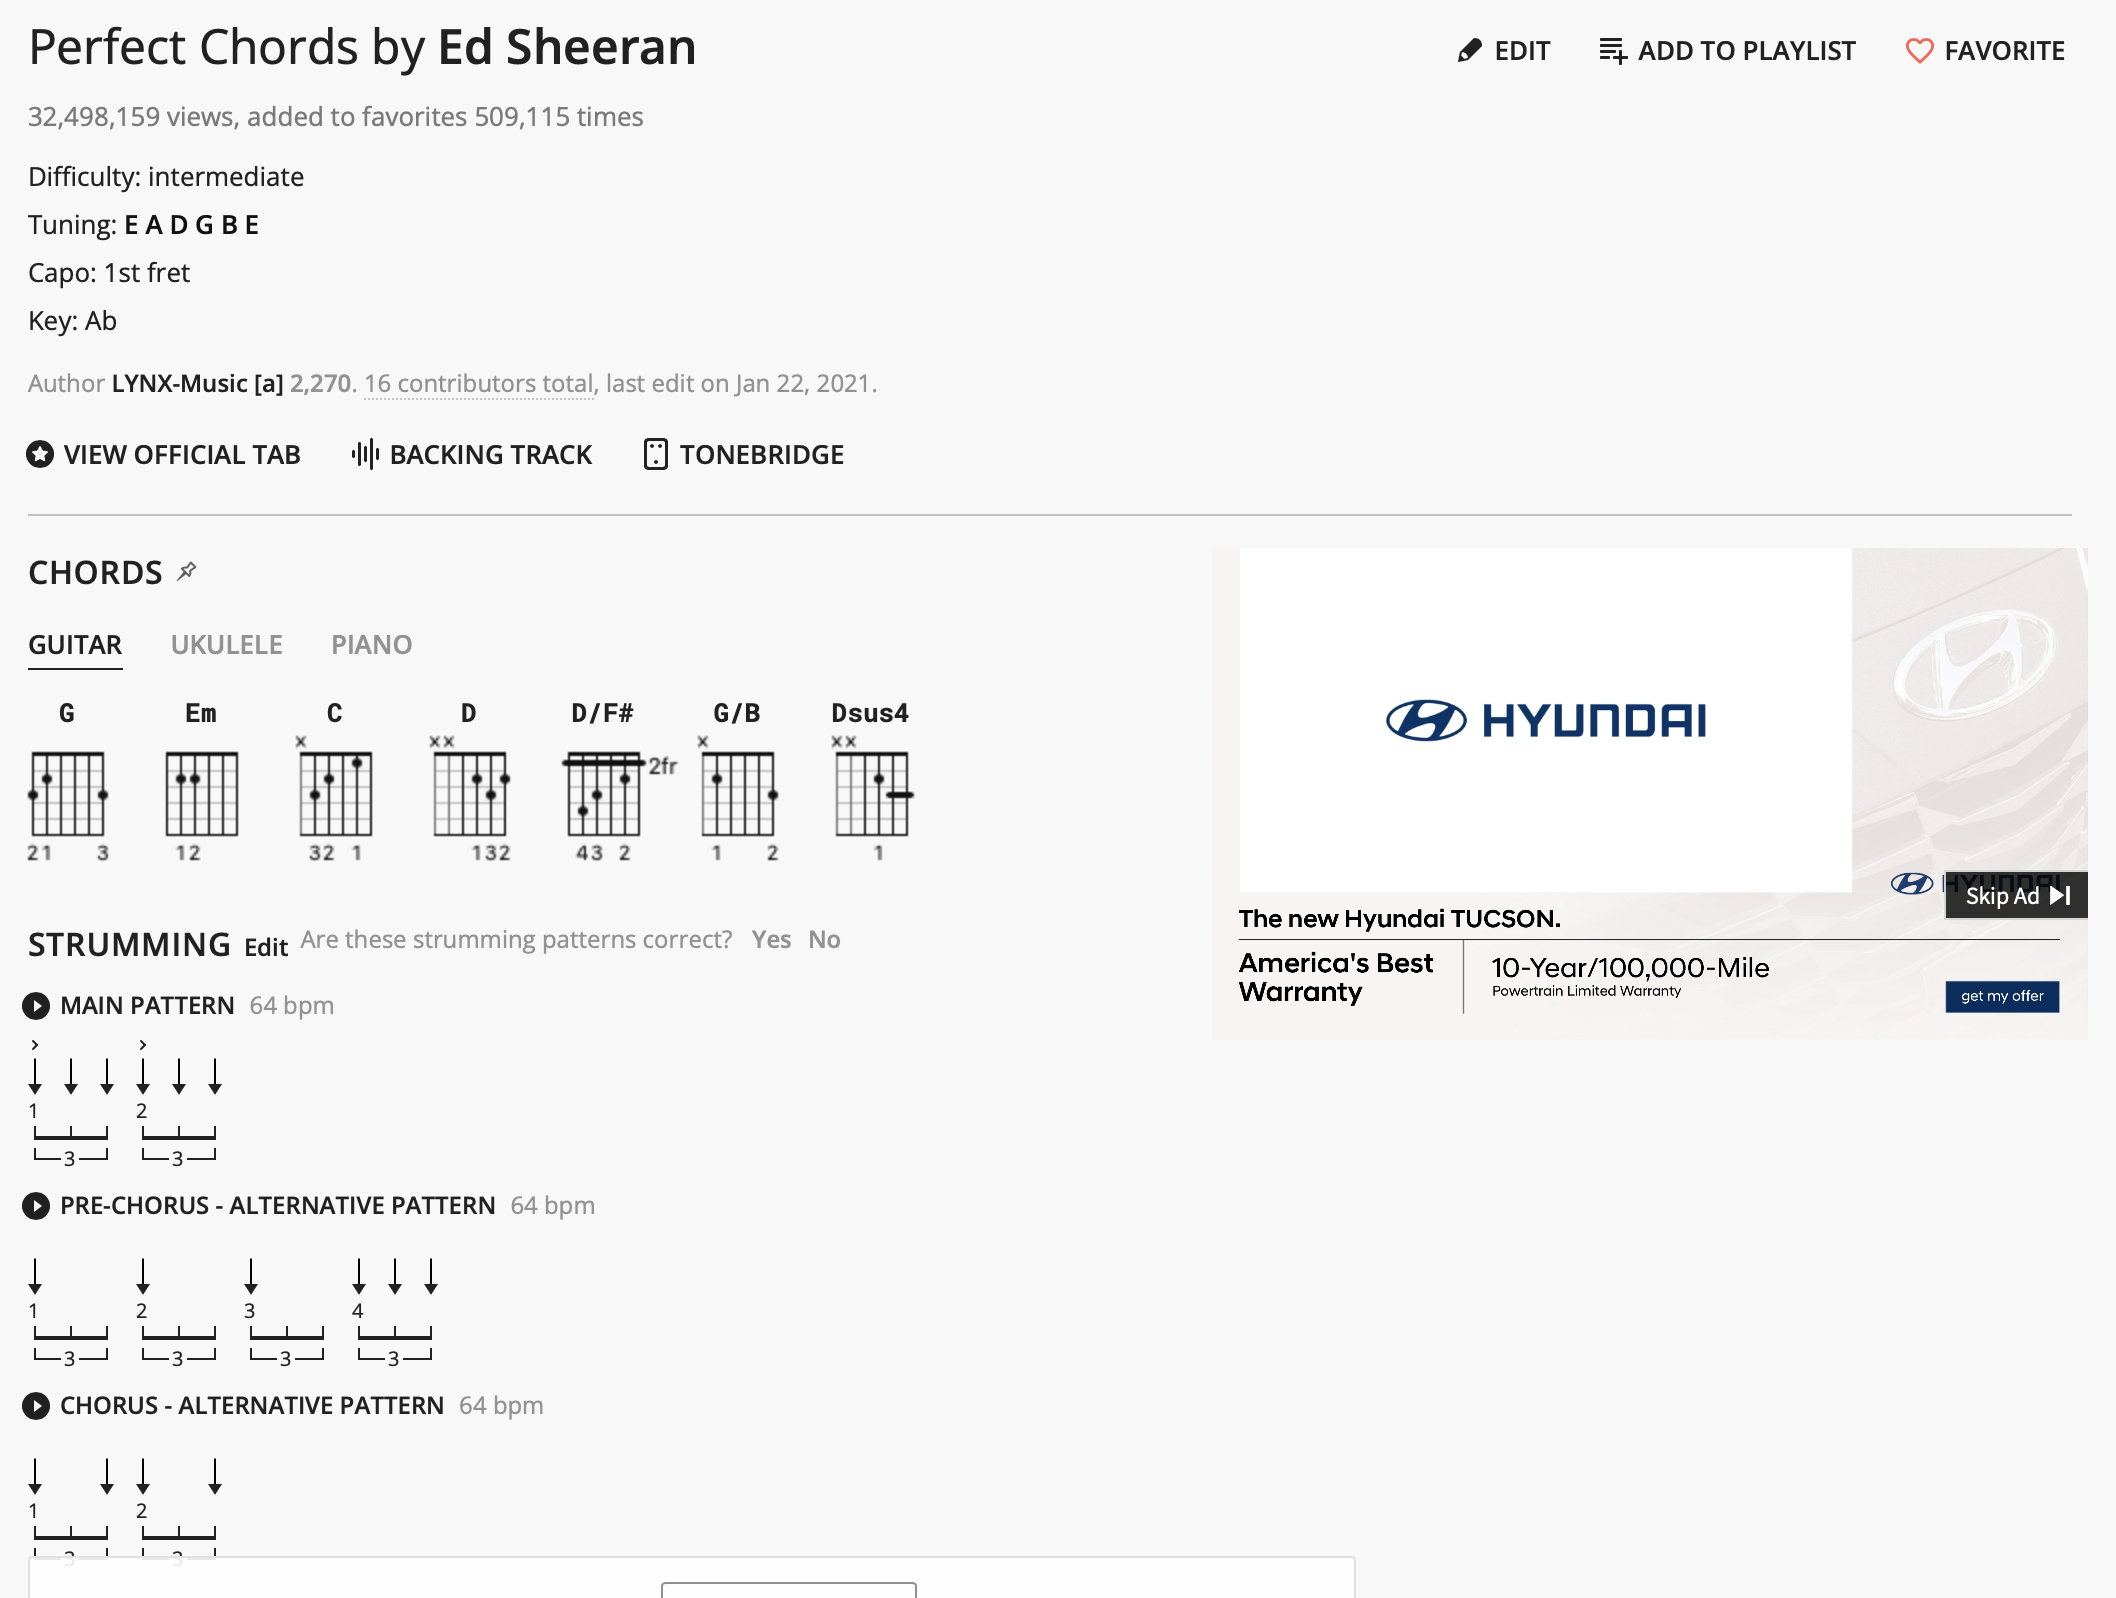 Perfect Chords by Ed Sheeran
EDIT
ADD TO PLAYLIST
FAVORITE
32,498,159 views, added to favorites 509,115 times
Difficulty: intermediate
Tuning: E A D G B E
Capo: 1st fret
Key: Ab
Author LYNX-Music [a] 2,270. 16 contributors total, last edit on Jan 22, 2021.
VIEW OFFICIAL TAB
BACKING TRACK
TONEBRIDGE
CHORDS
GUITAR
UKULELE
PIANO
G Em C D D/F# G/B Dsus4
x xx x xx
2fr
21 3 12 32 1 132 43 2 1 2 1
STRUMMING Edit Are these strumming patterns correct? Yes No
MAIN PATTERN 64 bpm
> >
1 2
3 3
PRE-CHORUS - ALTERNATIVE PATTERN 64 bpm
1 2 3 4
3 3 3 3
CHORUS - ALTERNATIVE PATTERN 64 bpm
1 2
3 3
HYUNDAI
HYUNDAI
Skip Ad
The new Hyundai TUCSON.
America's Best
Warranty
10-Year/100,000-Mile
Powertrain Limited Warranty
get my offer